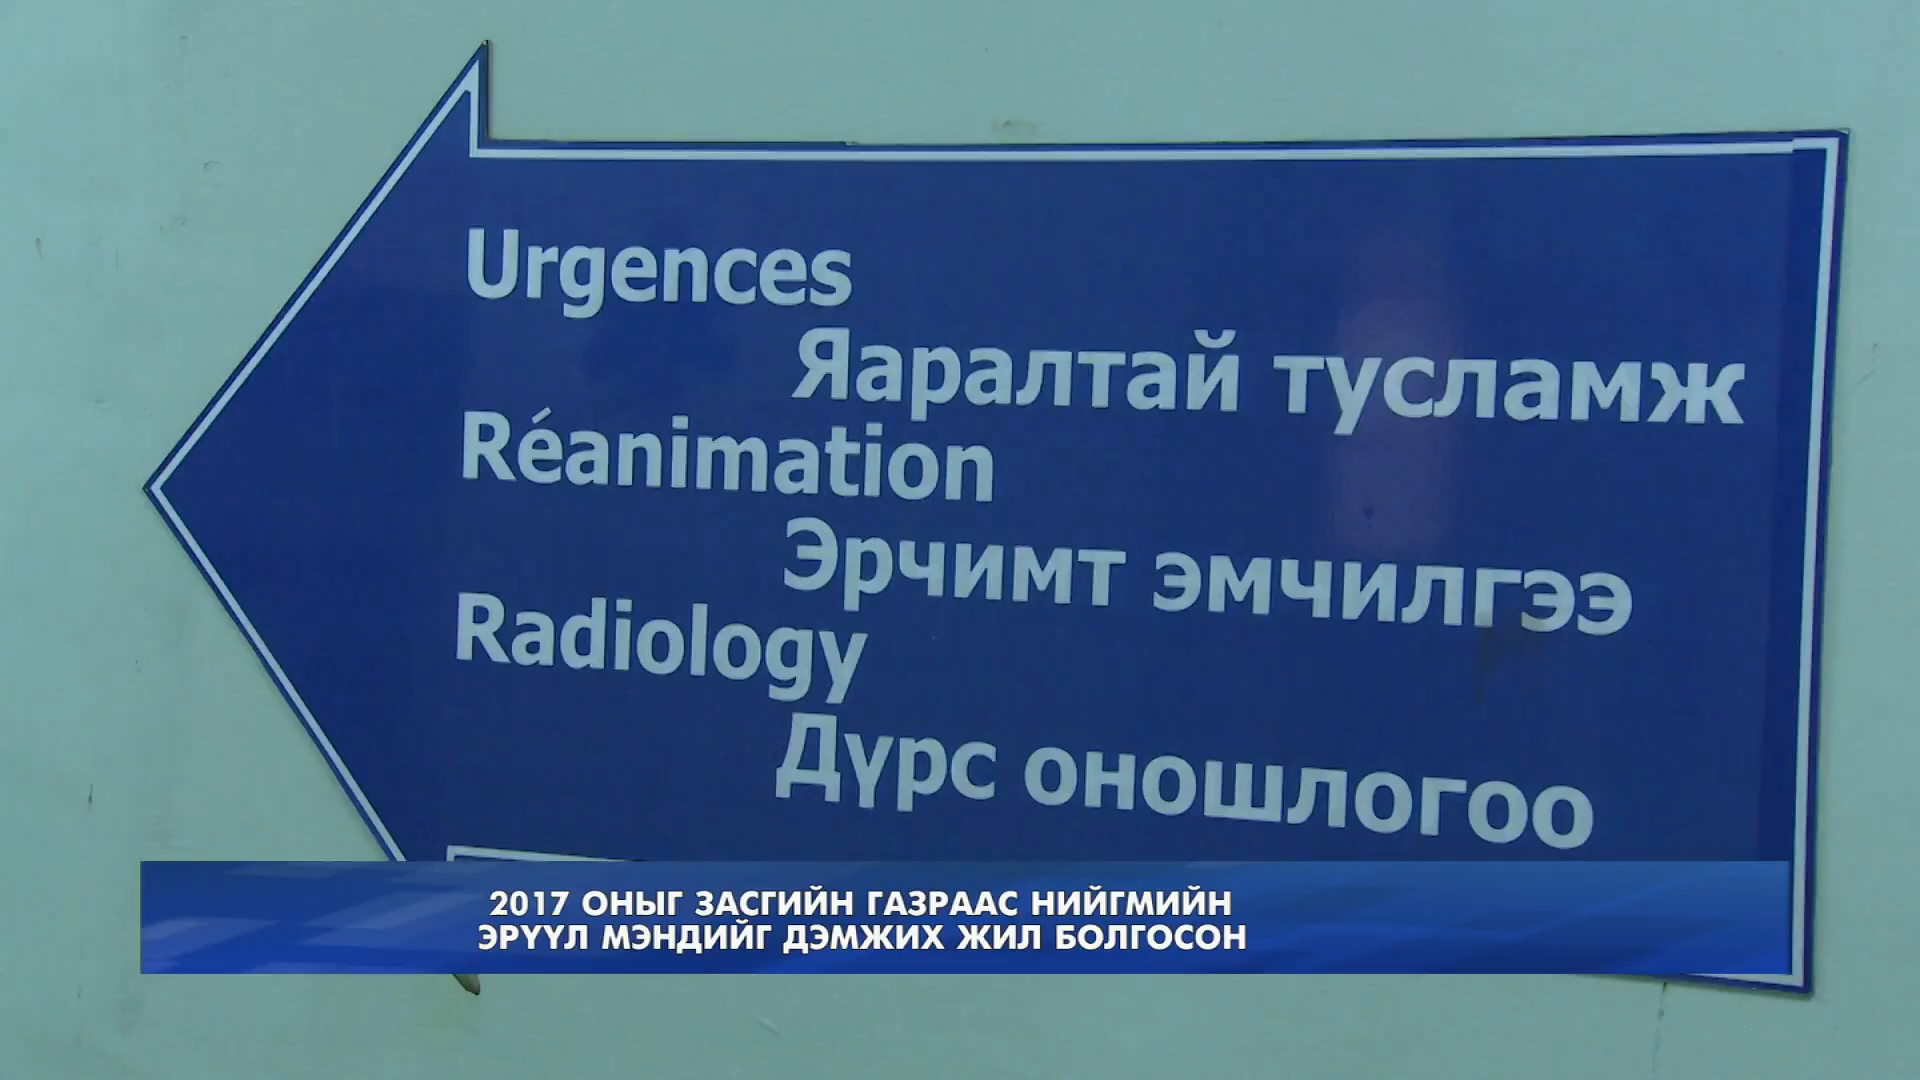 Urgences
Яаралтай тусламж
Réanimation
Эрчимт эмчилгээ
Radiology
Дүрс оношлогоо
2017 ОНЫГ ЗАСГИЙН ГАЗРААС НИЙГМИЙН
ЭРҮҮЛ МЭНДИЙГ ДЭМЖИХ ЖИЛ БОЛГОСОН